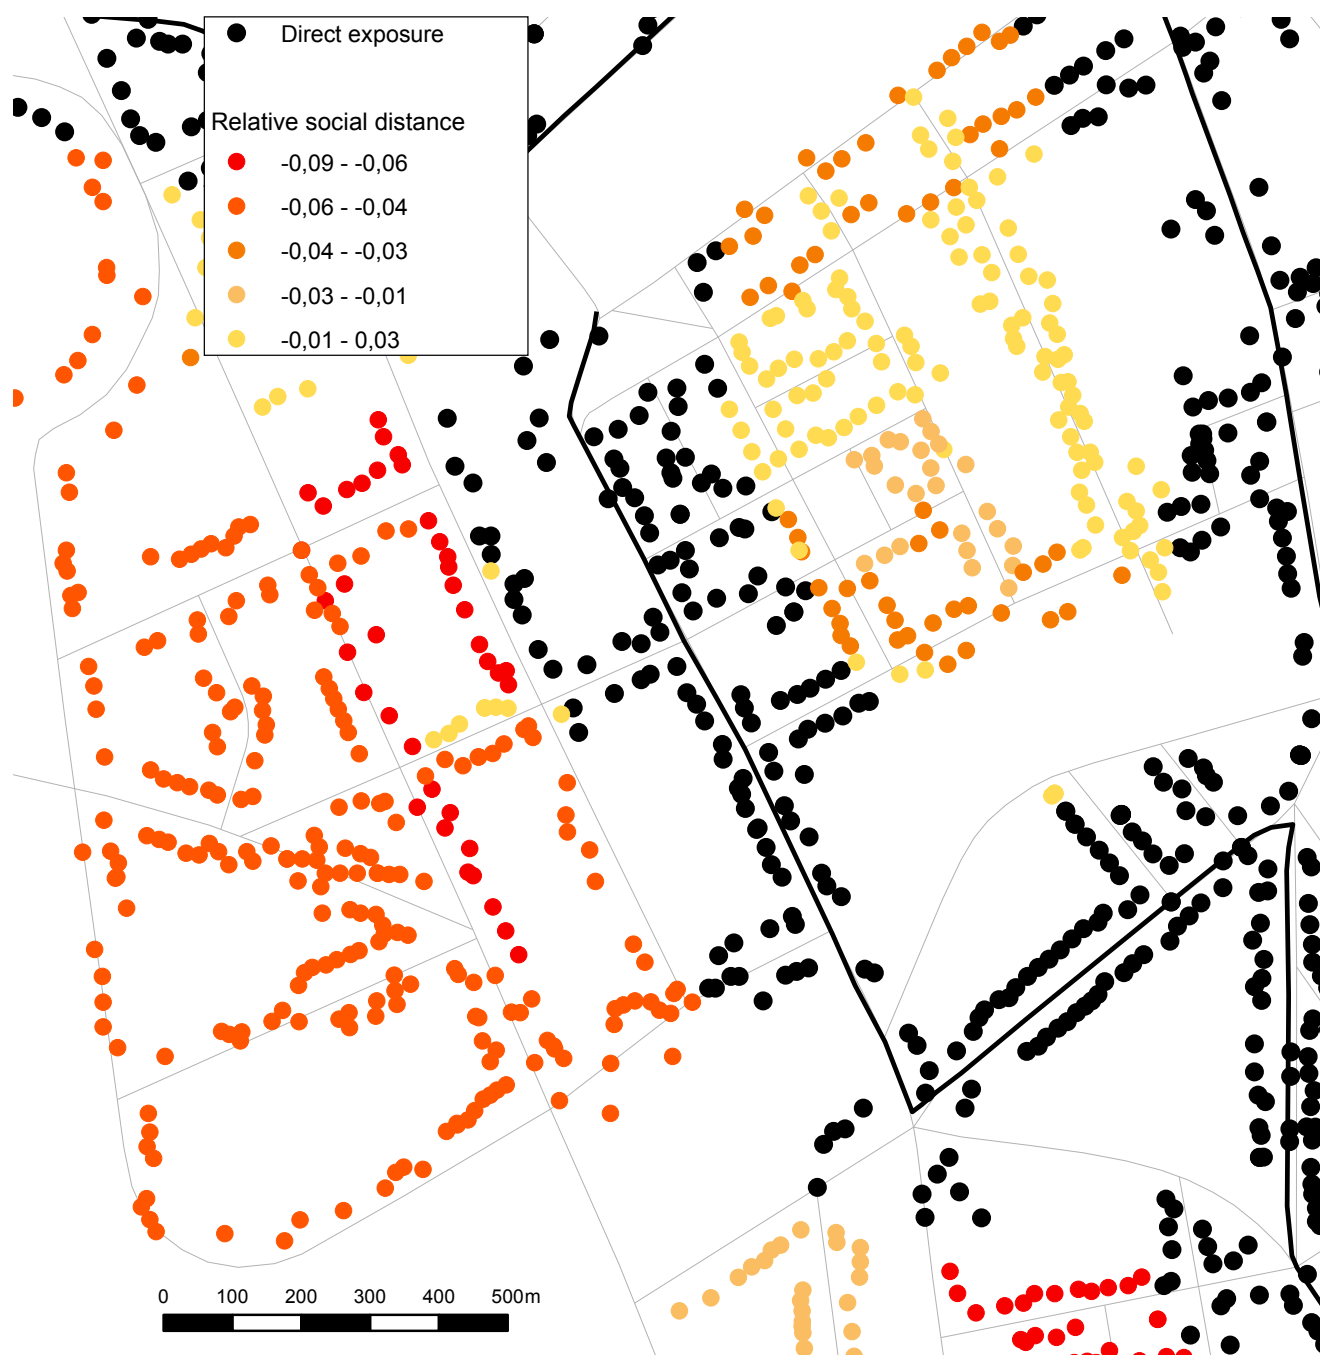 Direct exposure
Relative social distance
-0,09 - -0,06
-0,06 - -0,04
-0,04 - -0,03
-0,03 - -0,01
-0,01 - 0,03
0 100 200 300 400 500m